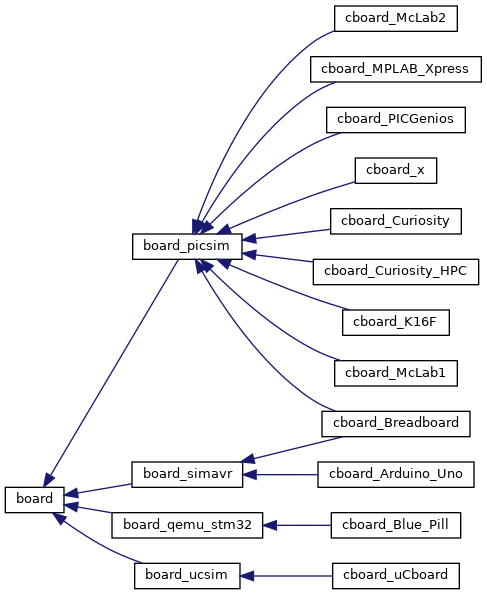 cboard_McLab2
cboard_MPLAB_Xpress
cboard_PICGenios
cboard_x
cboard_Curiosity
board_picsim
cboard_Curiosity_HPC
cboard_K16F
cboard_McLab1
cboard_Breadboard
board_simavr
cboard_Arduino_Uno
board
board_qemu_stm32
cboard_Blue_Pill
board_ucsim
cboard_uCboard